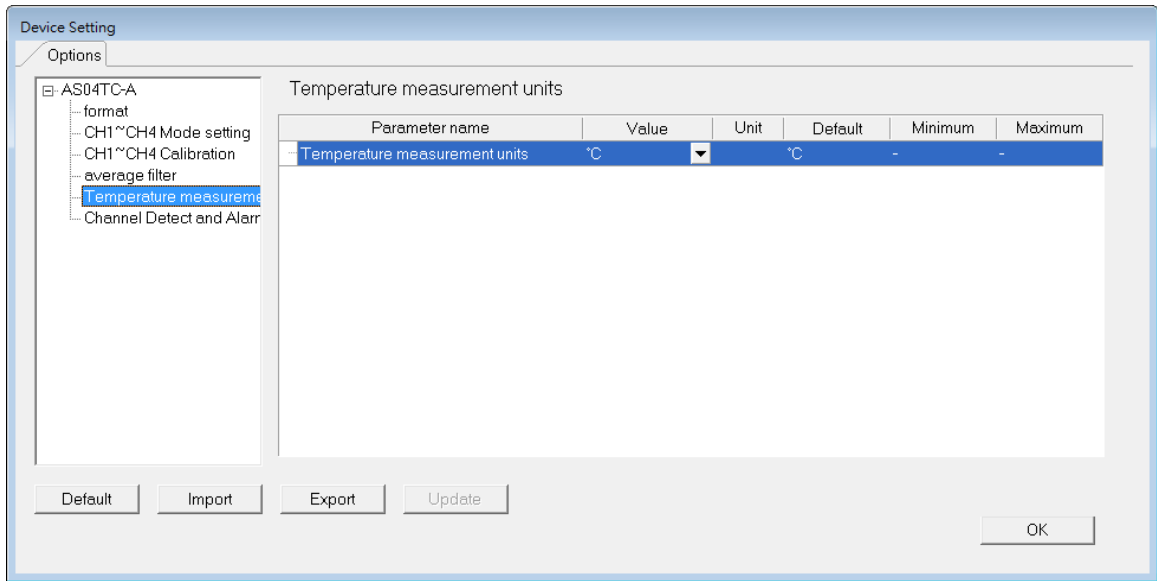 Device Setting
Options
AS04TC-A
format
CH1~CH4 Mode setting
CH1~CH4 Calibration
average filter
Temperature measureme
Channel Detect and Alarr
Temperature measurement units
Parameter name Value Unit Default Minimum Maximum
Temperature measurement units °C °C - -
Default Import Export Update
OK